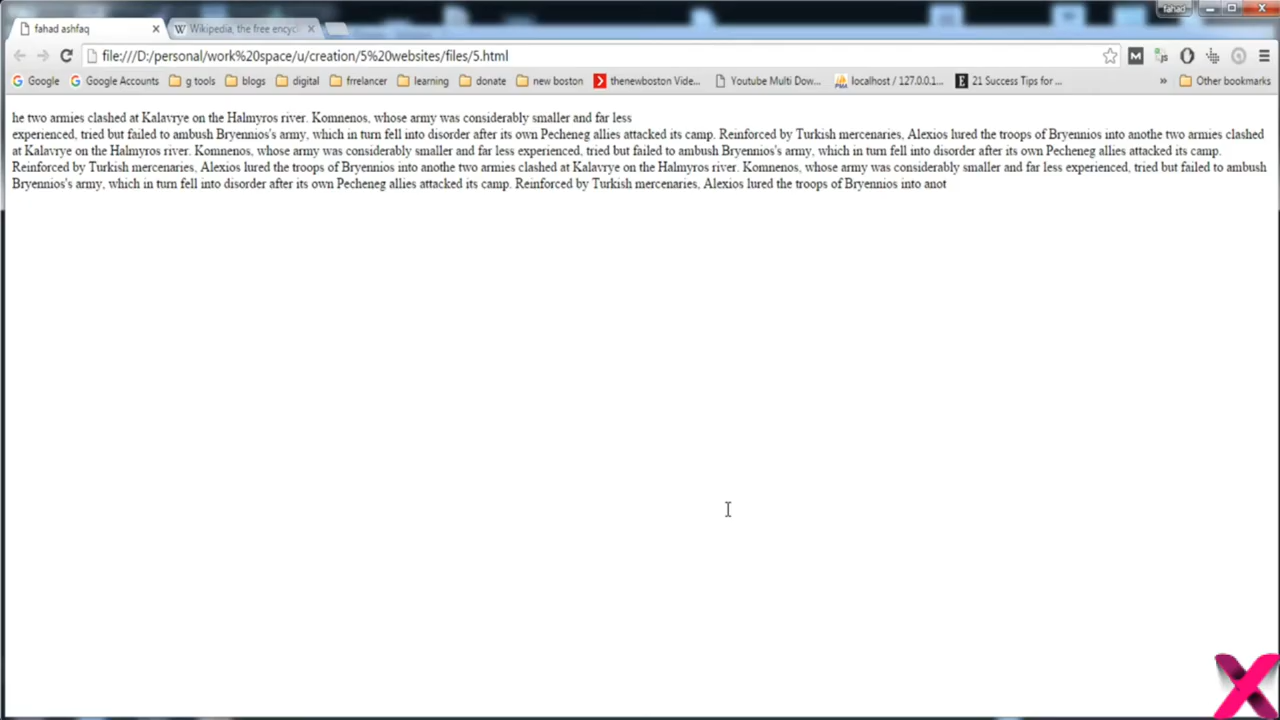 fahad ashfaq
Wikipedia, the free encycl
fahad
file:///D:/personal/work%20space/u/creation/5%20websites/files/5.html
Google
Google Accounts
g tools
blogs
digital
frrelancer
learning
donate
new boston
thenewboston Vide...
Youtube Multi Dow...
localhost / 127.0.0.1...
21 Success Tips for ...
»
Other bookmarks
he two armies clashed at Kalavrye on the Halmyros river. Komnenos, whose army was considerably smaller and far less
experienced, tried but failed to ambush Bryennios's army, which in turn fell into disorder after its own Pecheneg allies attacked its camp. Reinforced by Turkish mercenaries, Alexios lured the troops of Bryennios into anothe two armies clashed
at Kalavrye on the Halmyros river. Komnenos, whose army was considerably smaller and far less experienced, tried but failed to ambush Bryennios's army, which in turn fell into disorder after its own Pecheneg allies attacked its camp.
Reinforced by Turkish mercenaries, Alexios lured the troops of Bryennios into anothe two armies clashed at Kalavrye on the Halmyros river. Komnenos, whose army was considerably smaller and far less experienced, tried but failed to ambush
Bryennios's army, which in turn fell into disorder after its own Pecheneg allies attacked its camp. Reinforced by Turkish mercenaries, Alexios lured the troops of Bryennios into anot
X